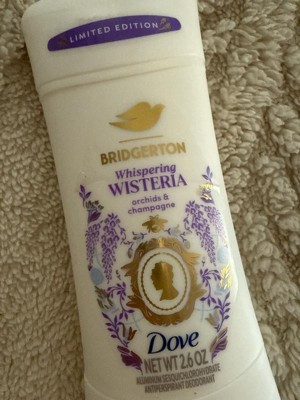 LIMITED EDITION
BRIDGERTON
Whispering
WISTERIA
orchids &
champagne
Dove
NET WT 2.6 OZ
ALUMINUM SESQUICHLOROHYDRATE
ANTIPERSPIRANT DEODORANT